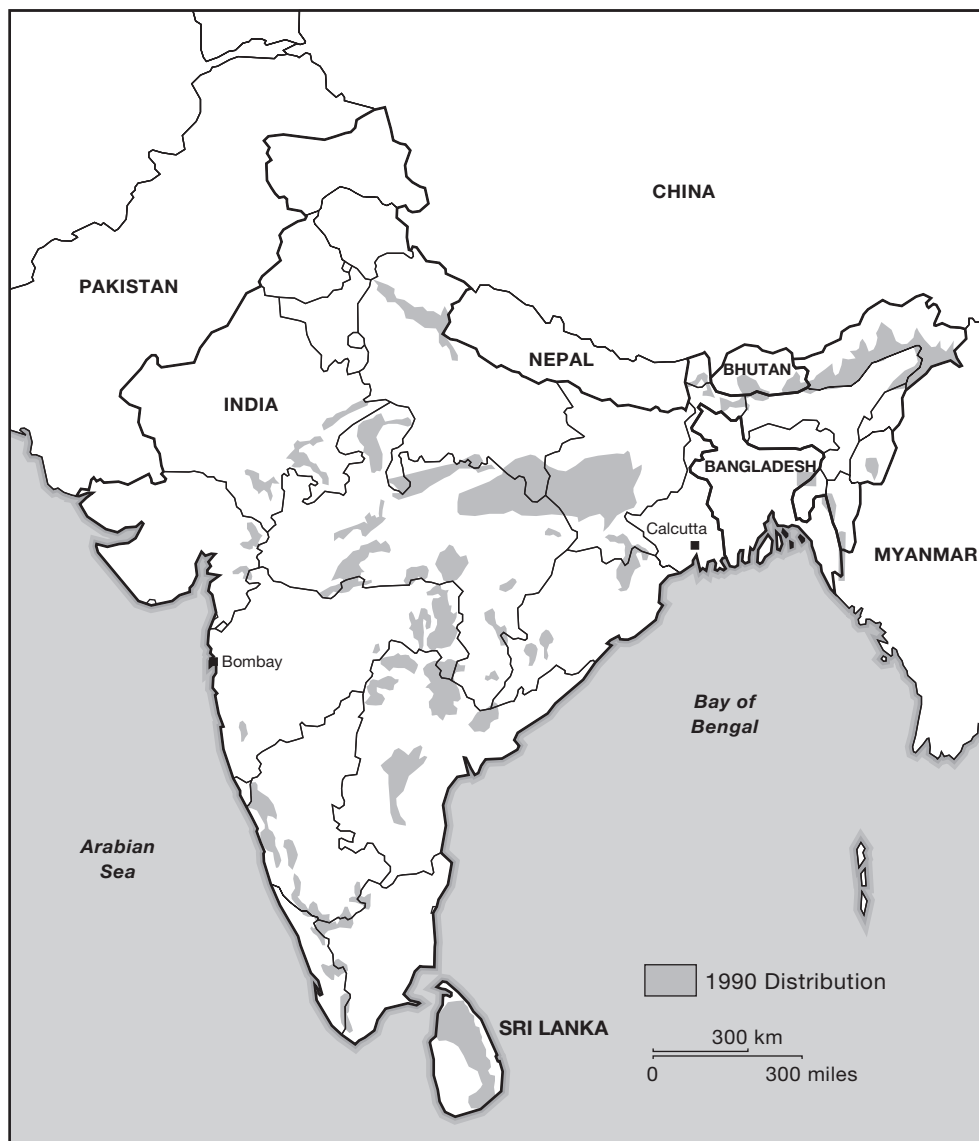 CHINA
PAKISTAN
NEPAL
BHUTAN
INDIA
BANGLADESH
Calcutta
MYANMAR
Bombay
Bay of
Bengal
Arabian
Sea
1990 Distribution
SRI LANKA
300 km
0 300 miles